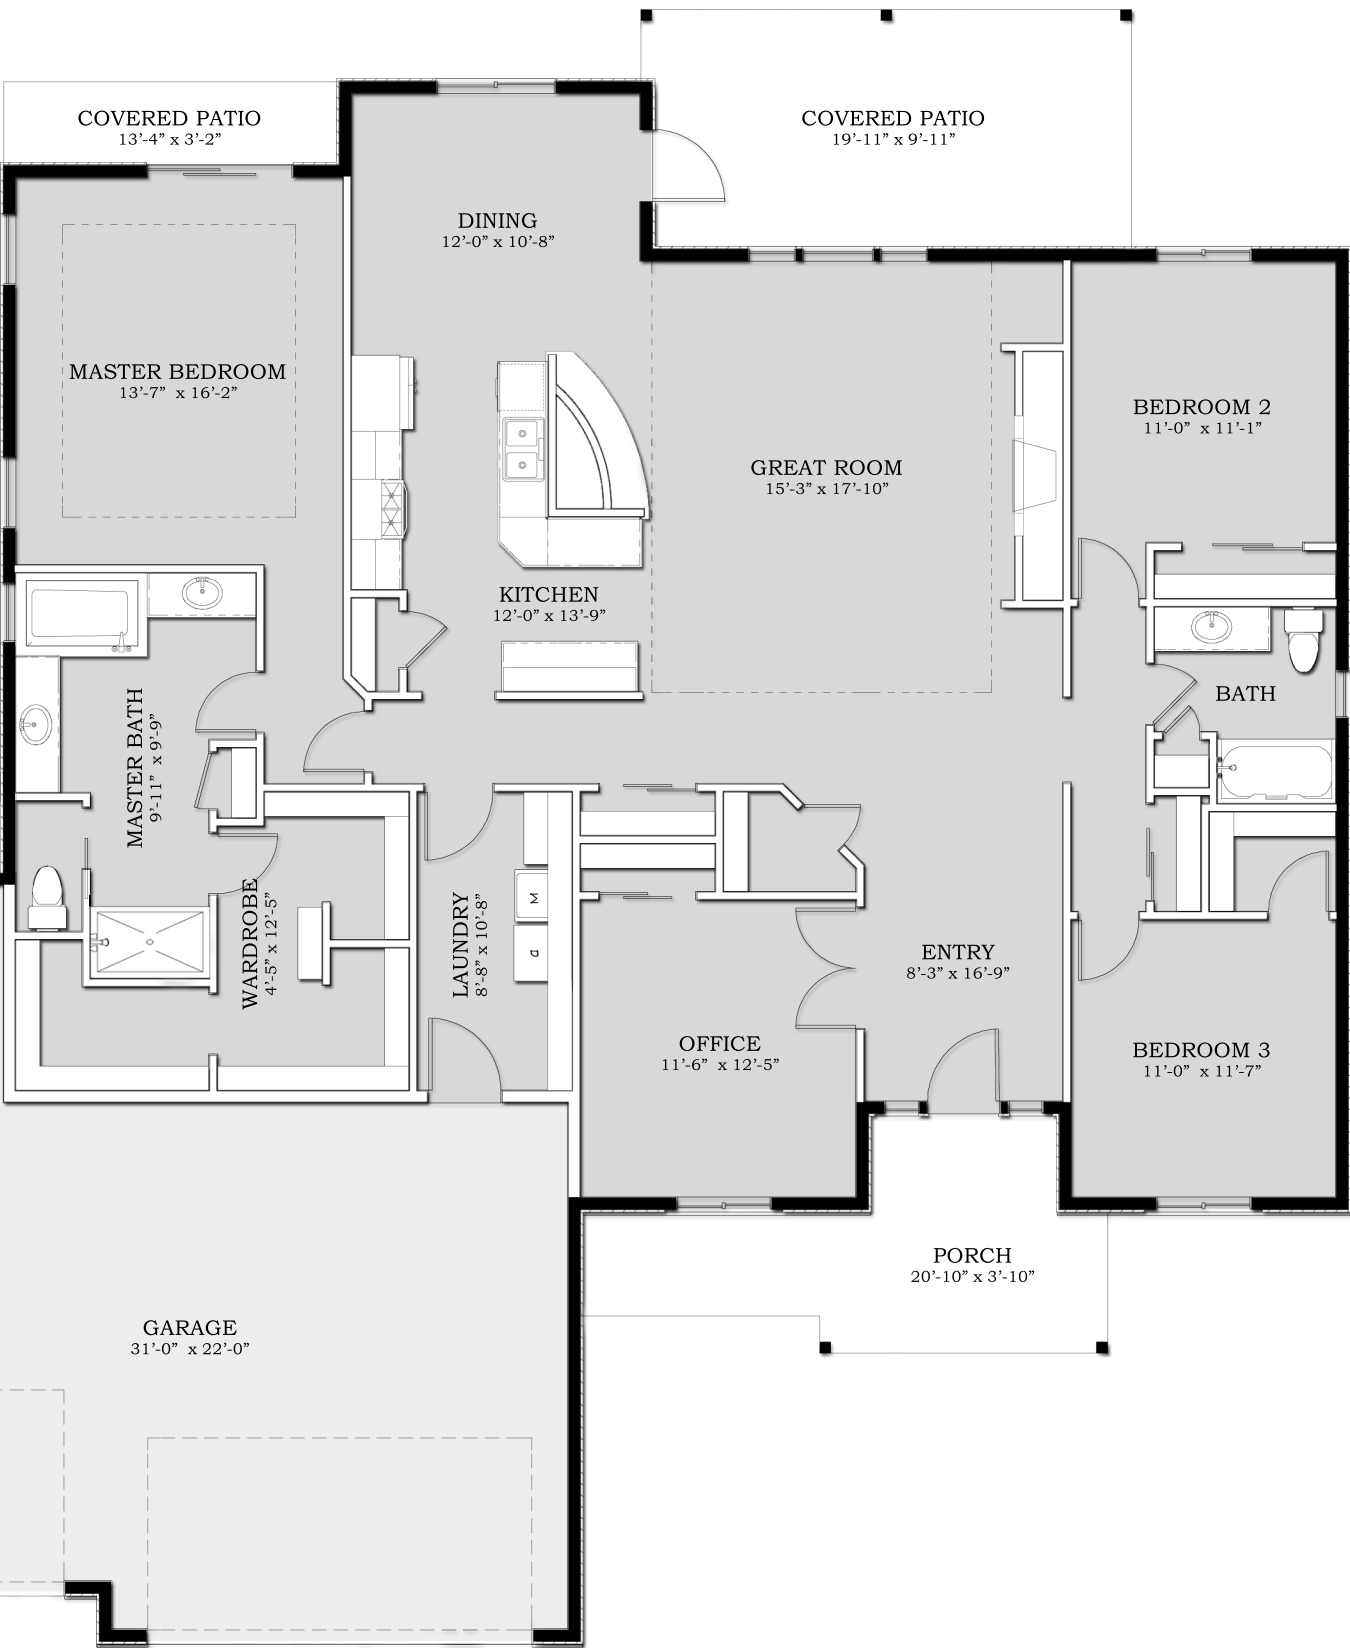 COVERED PATIO
13’-4” x 3’-2”
COVERED PATIO
19’-11” x 9’-11”
DINING
12’-0” x 10’-8”
MASTER BEDROOM
13’-7” x 16’-2”
BEDROOM 2
11’-0” x 11’-1”
GREAT ROOM
15’-3” x 17’-10”
KITCHEN
12’-0” x 13’-9”
BATH
MASTER BATH
9’-11” x 9’-9”
WARDROBE
4’-5” x 12’-5”
LAUNDRY
8’-8” x 10’-8”
W
D
ENTRY
8’-3” x 16’-9”
OFFICE
11’-6” x 12’-5”
BEDROOM 3
11’-0” x 11’-7”
PORCH
20’-10” x 3’-10”
GARAGE
31’-0” x 22’-0”